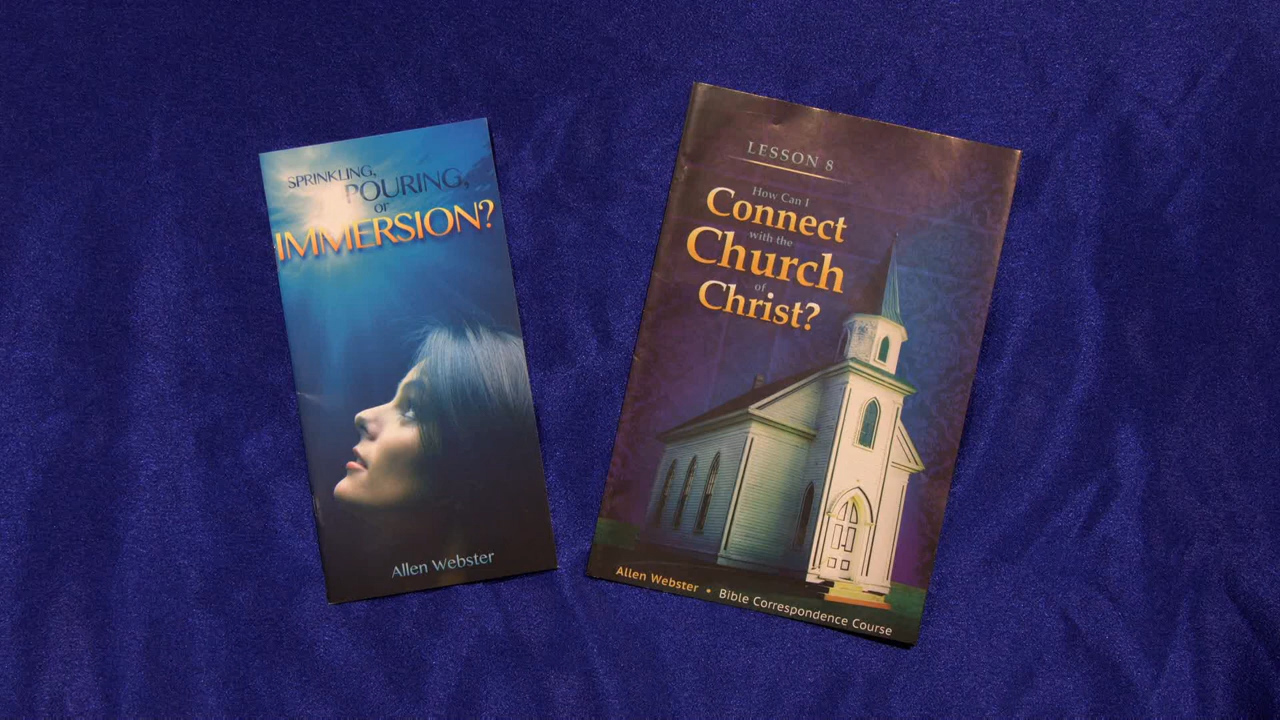 SPRINKLING,
POURING,
or
IMMERSION?
Allen Webster
LESSON 8
How Can I
Connect
with the
Church
of
Christ?
Allen Webster • Bible Correspondence Course